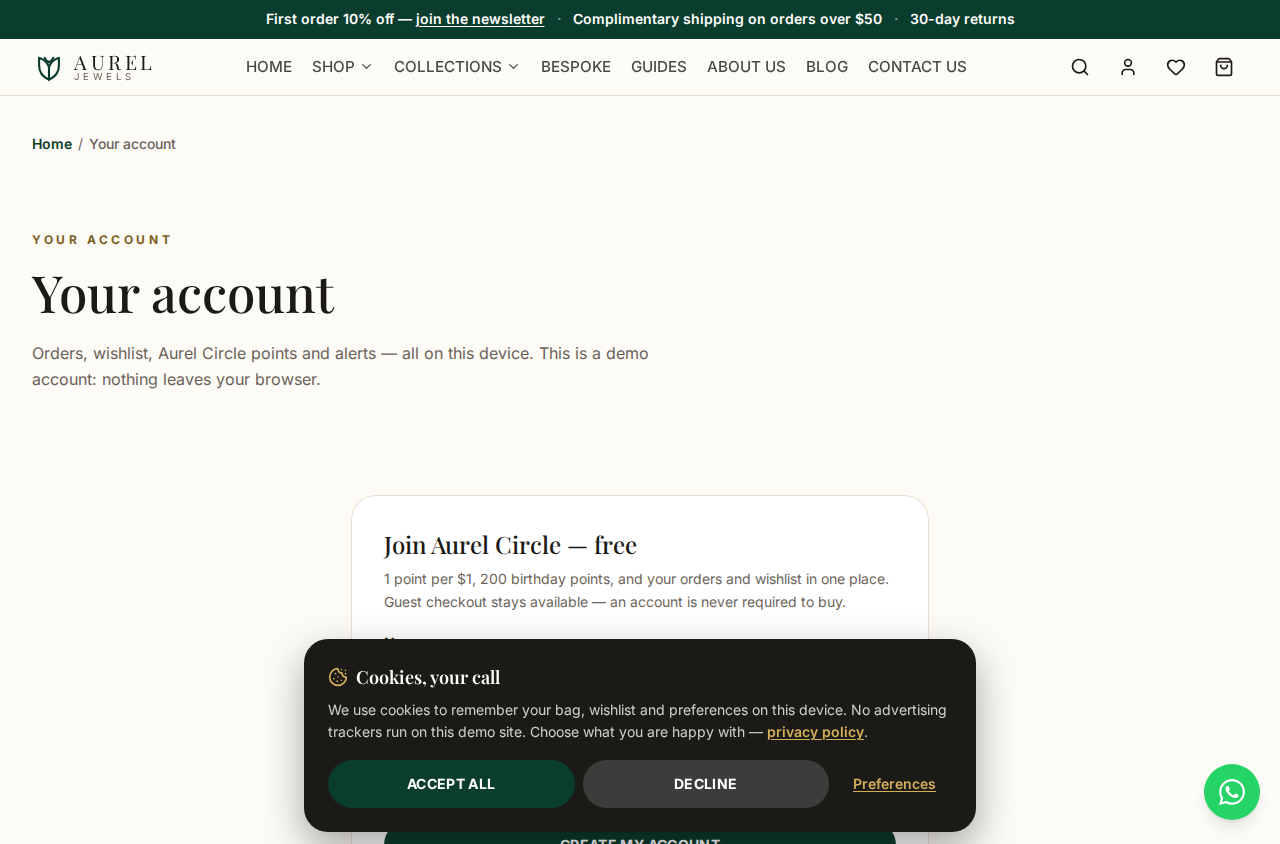 First order 10% off — join the newsletter · Complimentary shipping on orders over $50 · 30-day returns
AUREL
JEWELS
HOME SHOP COLLECTIONS BESPOKE GUIDES ABOUT US BLOG CONTACT US
Home / Your account
YOUR ACCOUNT
Your account
Orders, wishlist, Aurel Circle points and alerts — all on this device. This is a demo
account: nothing leaves your browser.
Join Aurel Circle — free
1 point per $1, 200 birthday points, and your orders and wishlist in one place.
Guest checkout stays available — an account is never required to buy.
Cookies, your call
We use cookies to remember your bag, wishlist and preferences on this device. No advertising
trackers run on this demo site. Choose what you are happy with — privacy policy.
ACCEPT ALL DECLINE Preferences
CREATE MY ACCOUNT